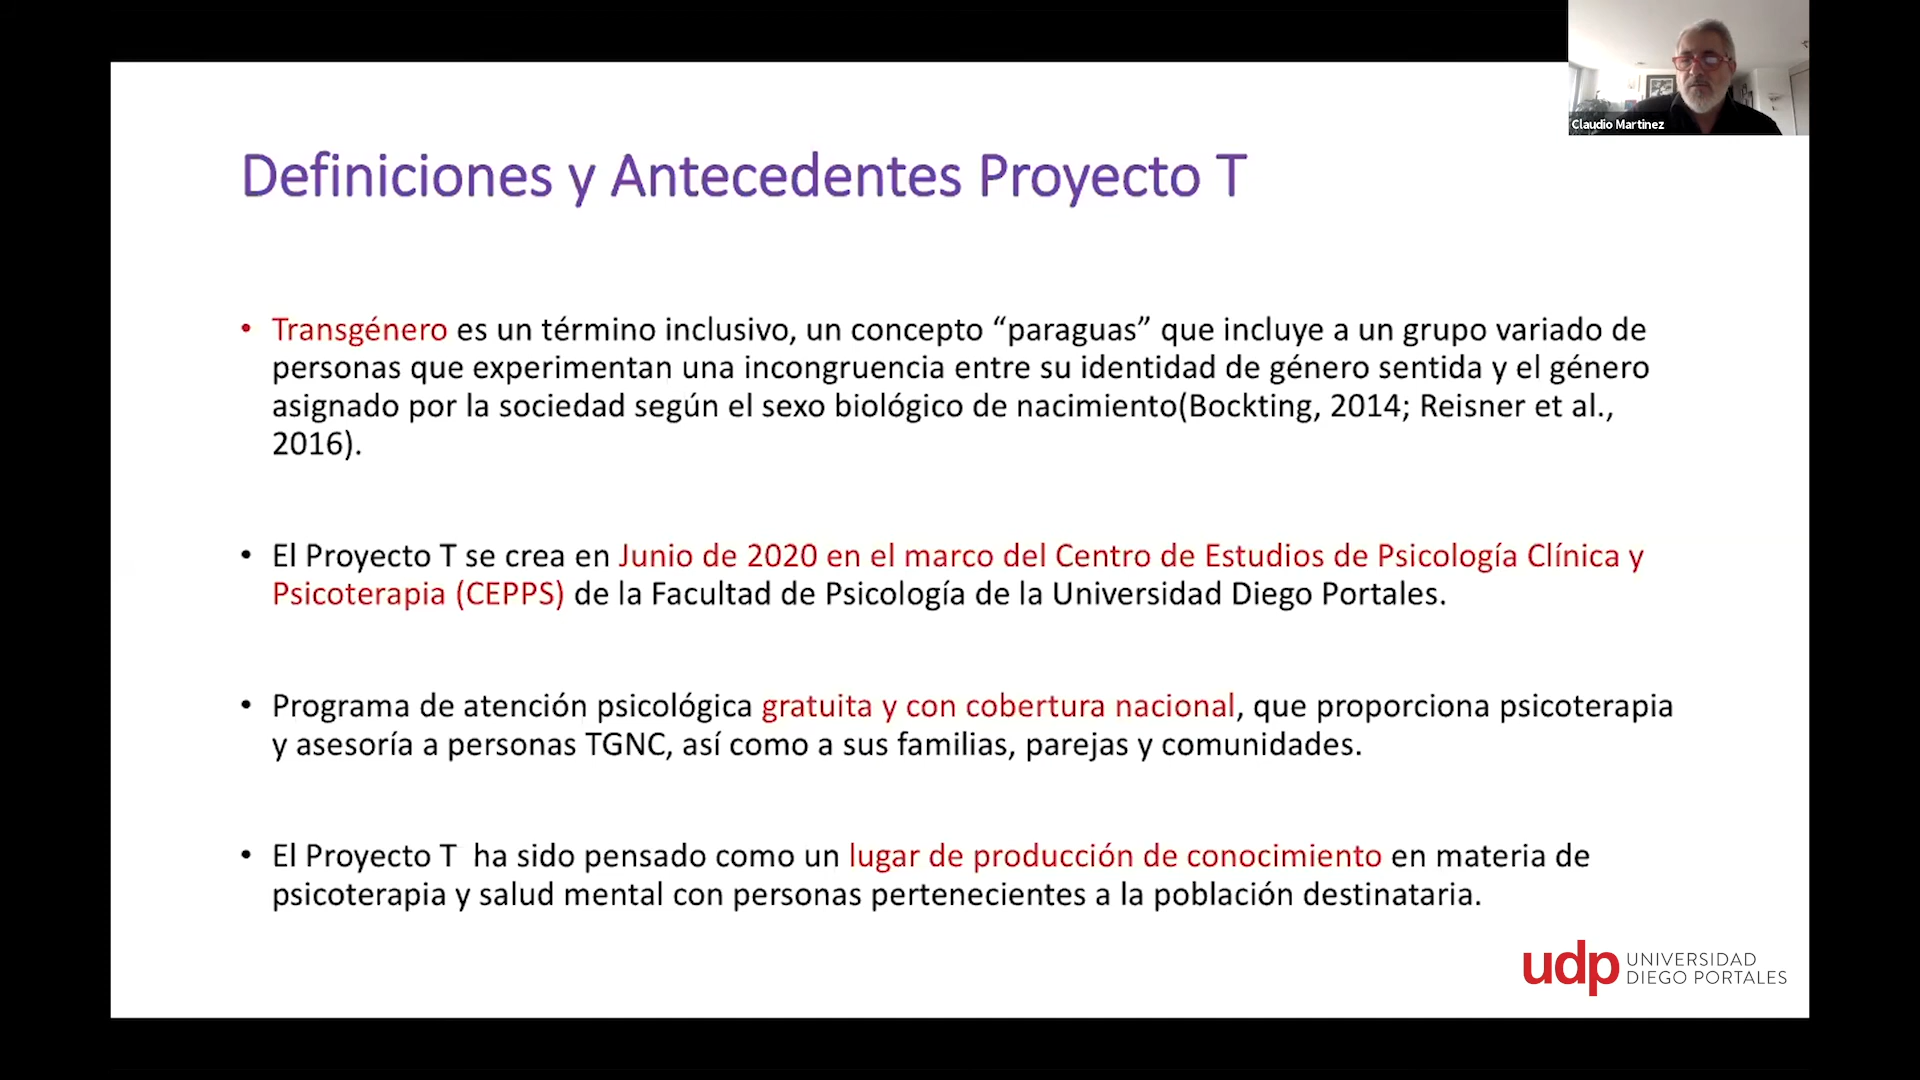 Claudio Martinez
Definiciones y Antecedentes Proyecto T
• Transgénero es un término inclusivo, un concepto “paraguas” que incluye a un grupo variado de
personas que experimentan una incongruencia entre su identidad de género sentida y el género
asignado por la sociedad según el sexo biológico de nacimiento(Bockting, 2014; Reisner et al.,
2016).
• El Proyecto T se crea en Junio de 2020 en el marco del Centro de Estudios de Psicología Clínica y
Psicoterapia (CEPPS) de la Facultad de Psicología de la Universidad Diego Portales.
• Programa de atención psicológica gratuita y con cobertura nacional, que proporciona psicoterapia
y asesoría a personas TGNC, así como a sus familias, parejas y comunidades.
• El Proyecto T  ha sido pensado como un lugar de producción de conocimiento en materia de
psicoterapia y salud mental con personas pertenecientes a la población destinataria.
udp UNIVERSIDAD
DIEGO PORTALES